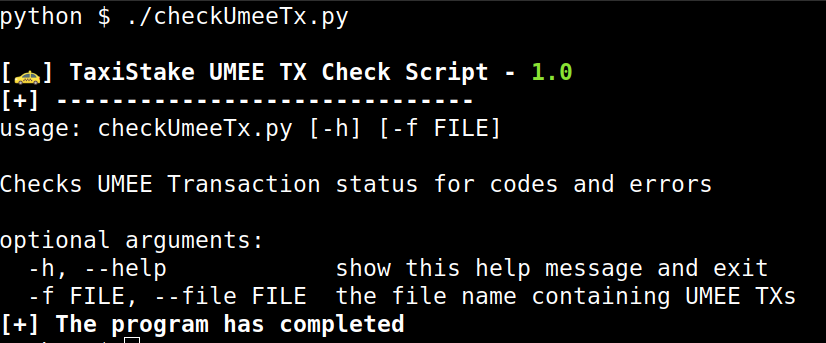 python $ ./checkUmeeTx.py
[🚕] TaxiStake UMEE TX Check Script - 1.0
[+] ------------------------------
usage: checkUmeeTx.py [-h] [-f FILE]
Checks UMEE Transaction status for codes and errors
optional arguments:
-h, --help show this help message and exit
-f FILE, --file FILE the file name containing UMEE TXs
[+] The program has completed